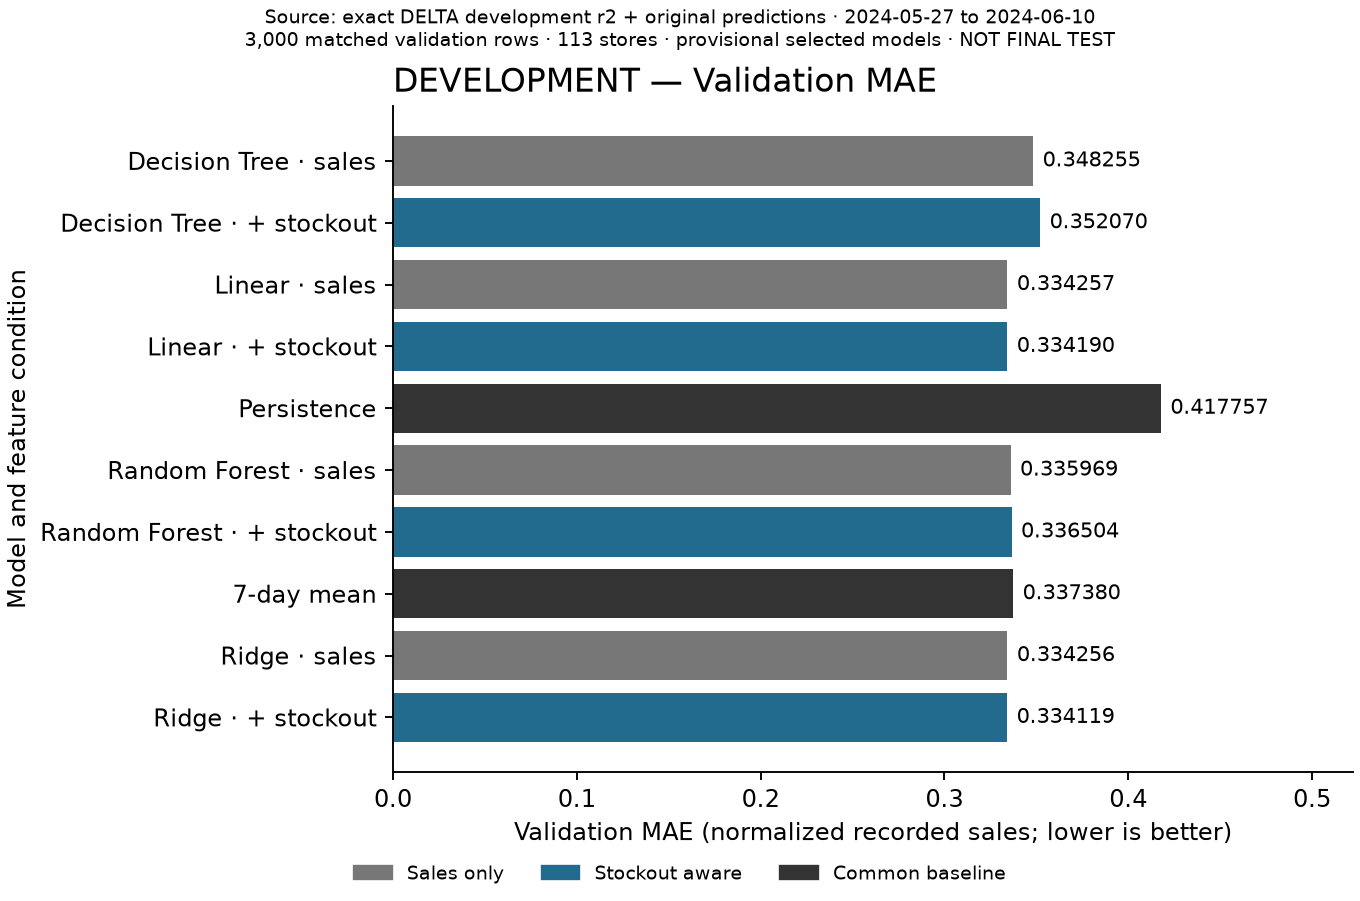 Source: exact DELTA development r2 + original predictions · 2024-05-27 to 2024-06-10
3,000 matched validation rows · 113 stores · provisional selected models · NOT FINAL TEST
DEVELOPMENT — Validation MAE
Model and feature condition
Decision Tree · sales 0.348255
Decision Tree · + stockout 0.352070
Linear · sales 0.334257
Linear · + stockout 0.334190
Persistence 0.417757
Random Forest · sales 0.335969
Random Forest · + stockout 0.336504
7-day mean 0.337380
Ridge · sales 0.334256
Ridge · + stockout 0.334119
0.0 0.1 0.2 0.3 0.4 0.5
Validation MAE (normalized recorded sales; lower is better)
Sales only Stockout aware Common baseline